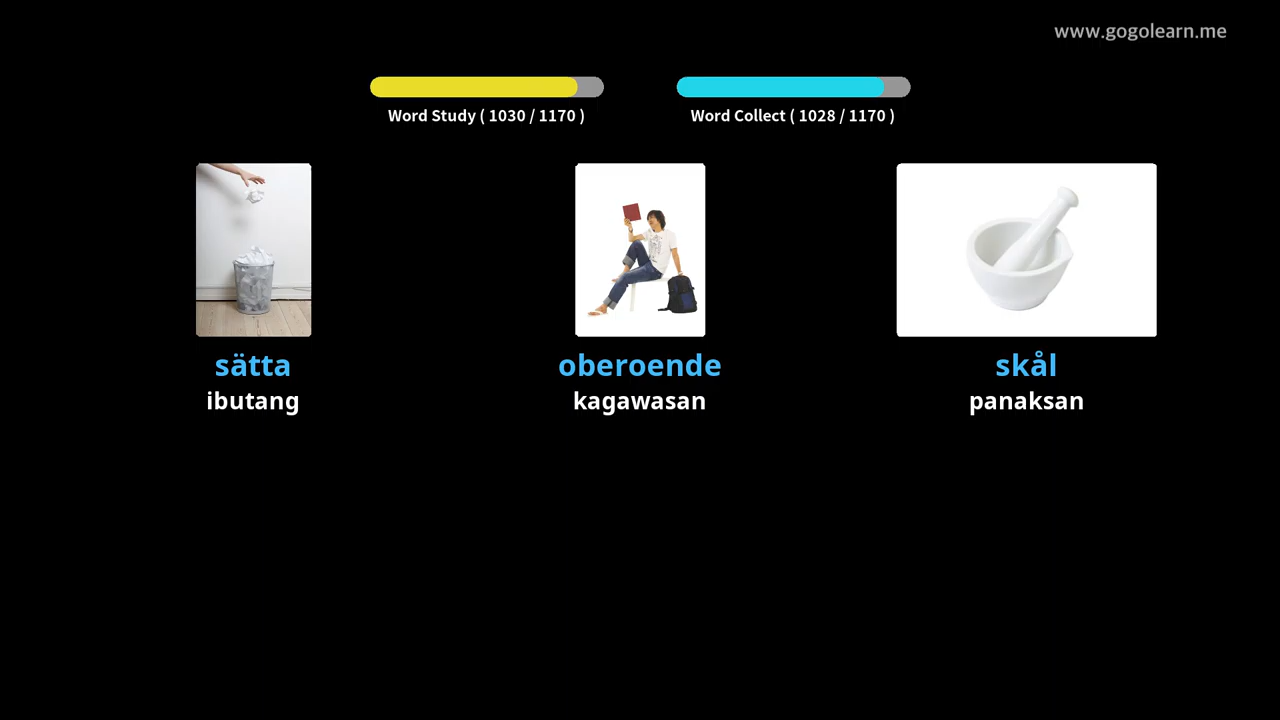 www.gogolearn.me
Word Study ( 1030 / 1170 )
Word Collect ( 1028 / 1170 )
sätta
ibutang
oberoende
kagawasan
skål
panaksan